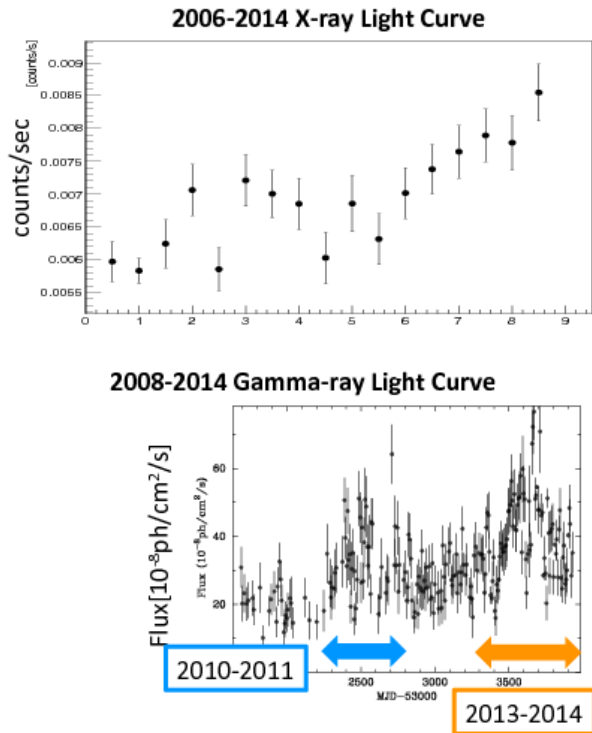 2006-2014 X-ray Light Curve
[counts/s]
counts/sec
0.009
0.0085
0.008
0.0075
0.007
0.0065
0.006
0.0055
0 1 2 3 4 5 6 7 8 9
2008-2014 Gamma-ray Light Curve
Flux[10⁻⁸ph/cm²/s]
Flux (10⁻⁸ph/cm²/s)
60
40
20
2500 3000 3500
MJD-53000
2010-2011
2013-2014